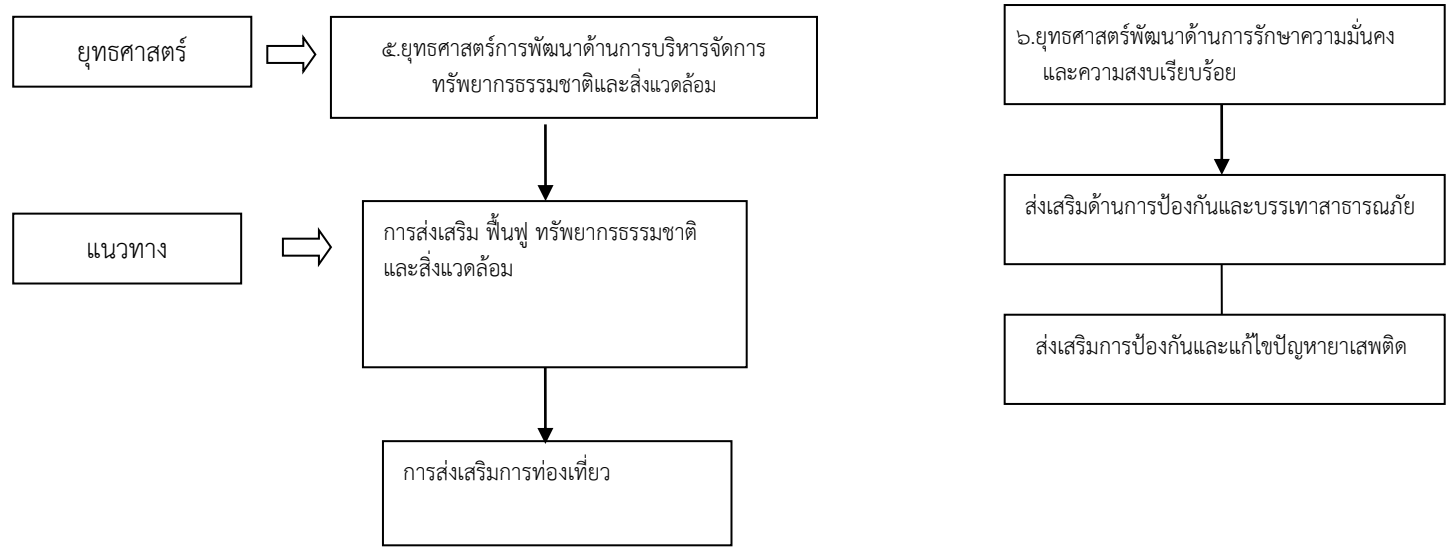 ยุทธศาสตร์
๕.ยุทธศาสตร์การพัฒนาด้านการบริหารจัดการ
ทรัพยากรธรรมชาติและสิ่งแวดล้อม
๖.ยุทธศาสตร์พัฒนาด้านการรักษาความมั่นคง
และความสงบเรียบร้อย
แนวทาง
การส่งเสริม ฟื้นฟู ทรัพยากรธรรมชาติ
และสิ่งแวดล้อม
ส่งเสริมด้านการป้องกันและบรรเทาสาธารณภัย
ส่งเสริมการป้องกันและแก้ไขปัญหายาเสพติด
การส่งเสริมการท่องเที่ยว